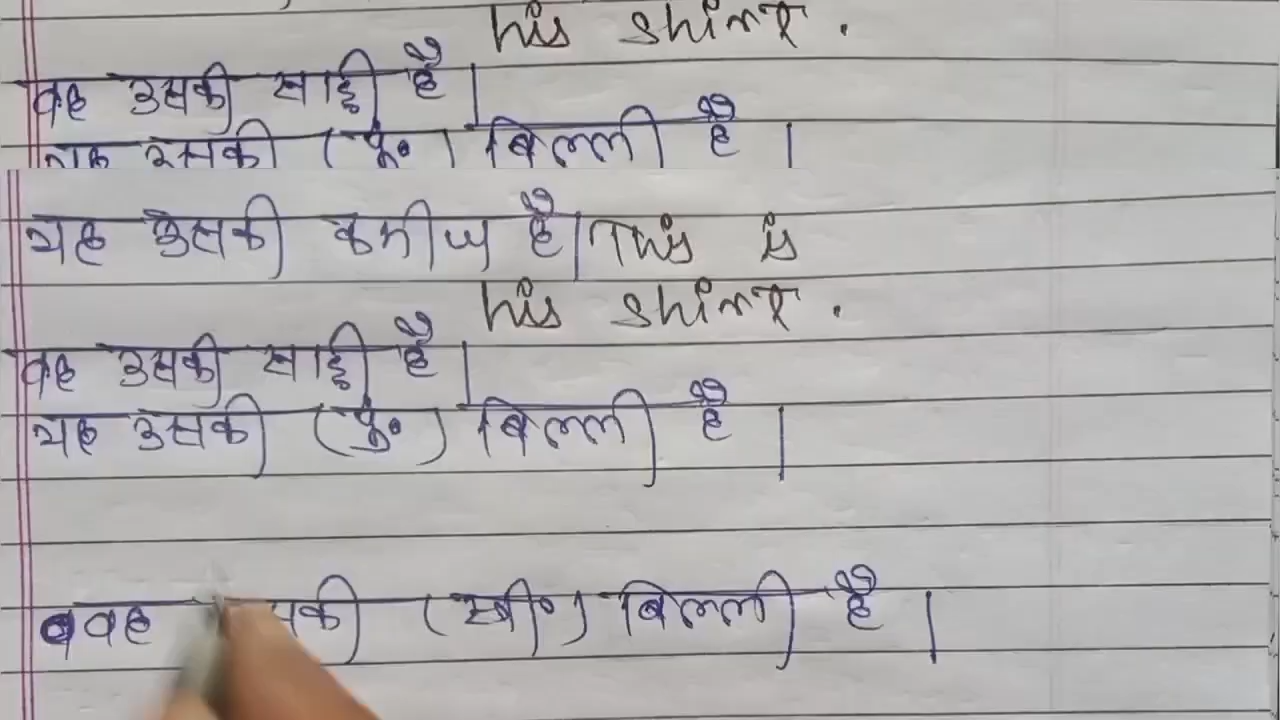 his shirt.
वह उसकी साड़ी है।
यह उसकी (पु०) बिल्ली है।
यह उसकी कमीज है। This is
his shirt.
वह उसकी साड़ी है।
यह उसकी (पु०) बिल्ली है।
वह उसकी (स्त्री०) बिल्ली है।